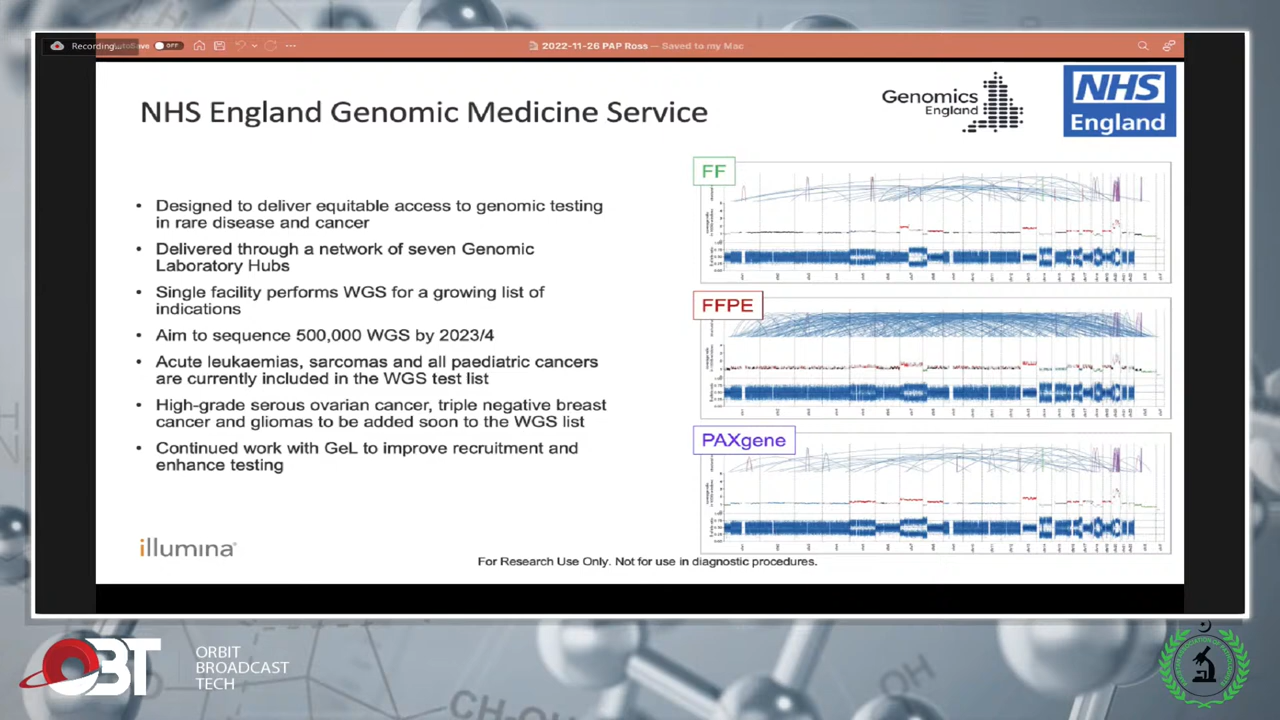 Recording...
Save
OFF
2022-11-26 PAP Ross — Saved to my Mac
NHS England Genomic Medicine Service
Genomics
England
NHS
England
• Designed to deliver equitable access to genomic testing
in rare disease and cancer
• Delivered through a network of seven Genomic
Laboratory Hubs
• Single facility performs WGS for a growing list of
indications
• Aim to sequence 500,000 WGS by 2023/4
• Acute leukaemias, sarcomas and all paediatric cancers
are currently included in the WGS test list
• High-grade serous ovarian cancer, triple negative breast
cancer and gliomas to be added soon to the WGS list
• Continued work with GeL to improve recruitment and
enhance testing
FF
FFPE
PAXgene
illumina®
For Research Use Only. Not for use in diagnostic procedures.
OBT
ORBIT
BROADCAST
TECH
OH